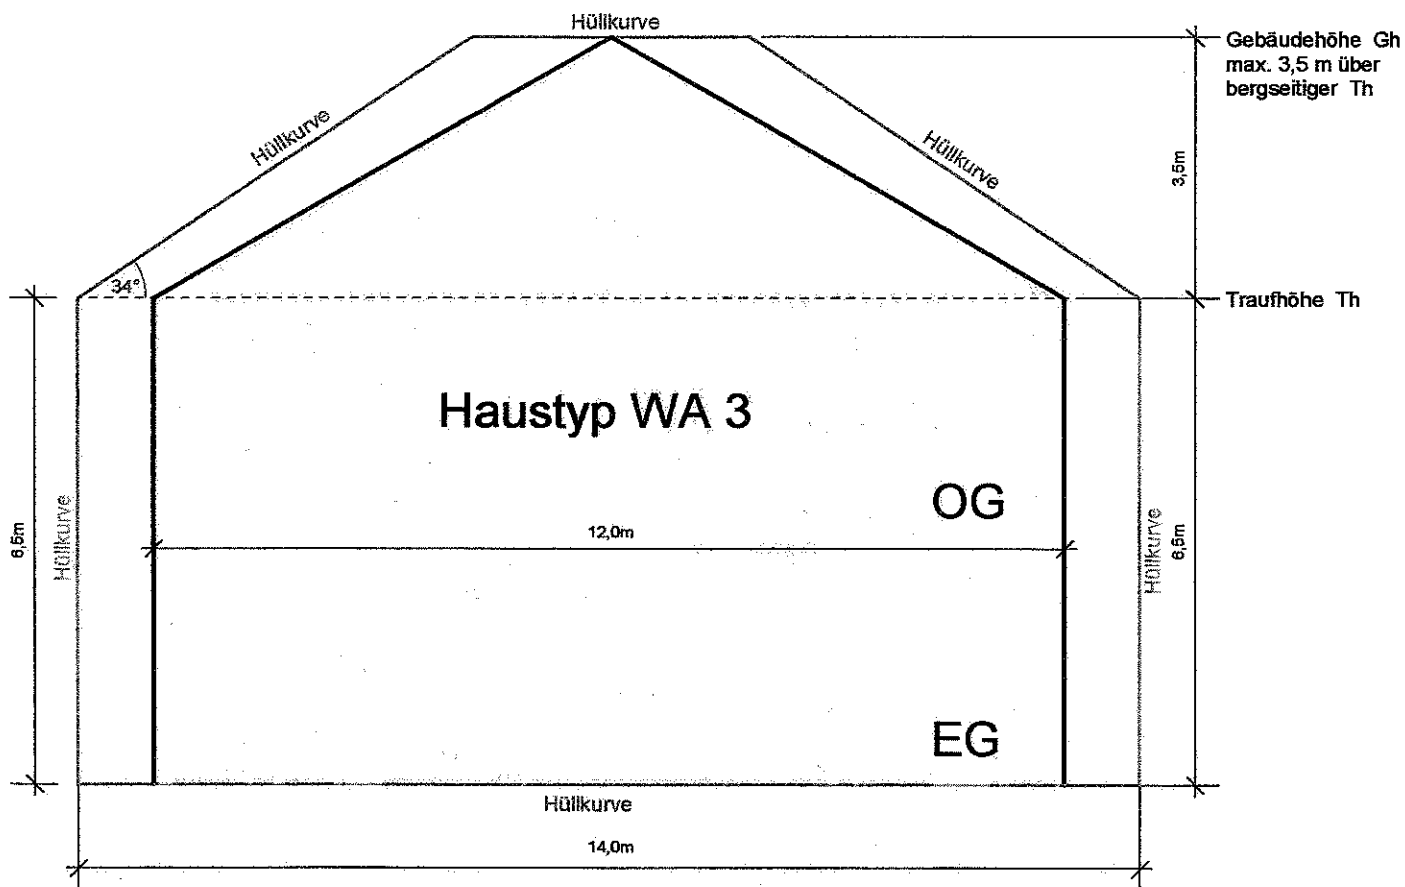 Hüllkurve
Gebäudehöhe Gh
max. 3,5 m über
bergseitiger Th
Hüllkurve
Hüllkurve
3,5m
34°
Traufhöhe Th
Haustyp WA 3
OG
Hüllkurve
6,5m
12,0m
Hüllkurve
6,5m
EG
Hüllkurve
14,0m